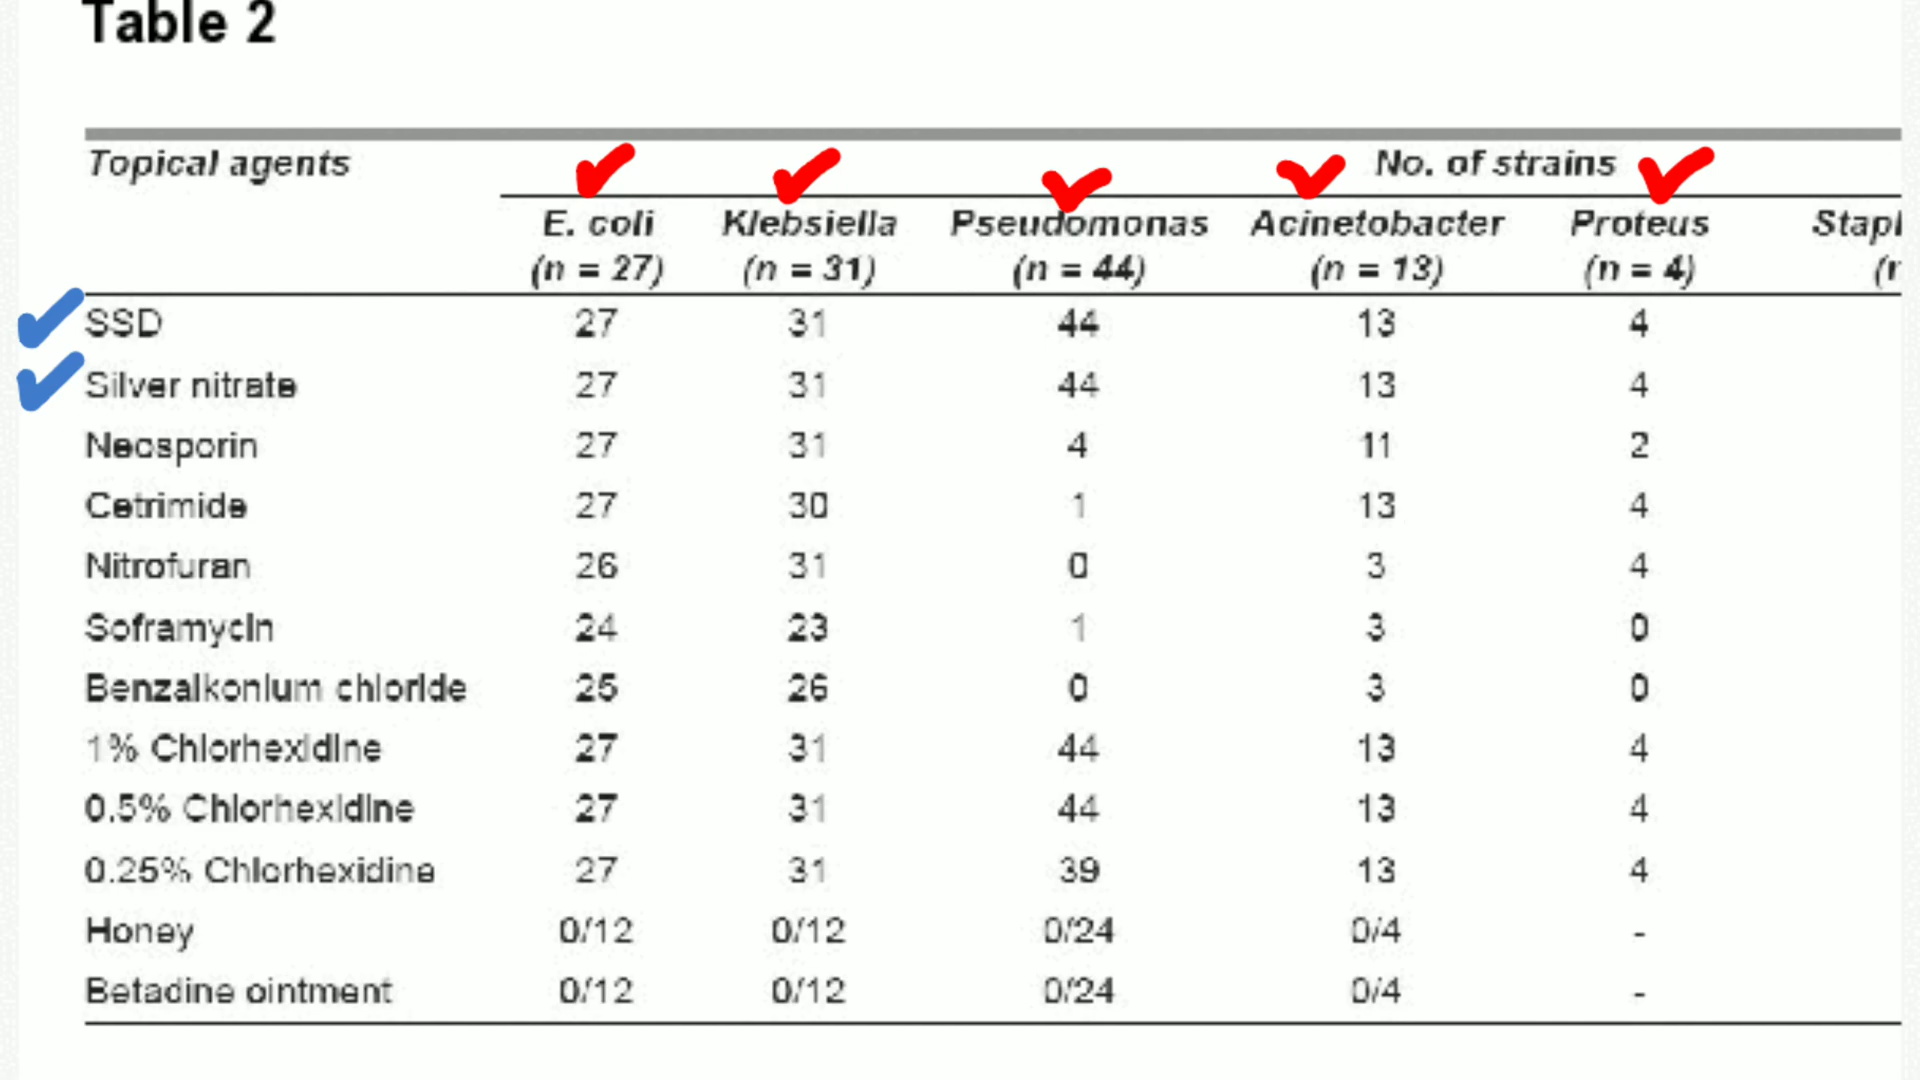 Table 2
Topical agents No. of strains
E. coli Klebsiella Pseudomonas Acinetobacter Proteus
(n = 27) (n = 31) (n = 44) (n = 13) (n = 4)
SSD 27 31 44 13 4
Silver nitrate 27 31 44 13 4
Neosporin 27 31 4 11 2
Cetrimide 27 30 1 13 4
Nitrofuran 26 31 0 3 4
Soframycin 24 23 1 3 0
Benzalkonium chloride 25 26 0 3 0
1% Chlorhexidine 27 31 44 13 4
0.5% Chlorhexidine 27 31 44 13 4
0.25% Chlorhexidine 27 31 39 13 4
Honey 0/12 0/12 0/24 0/4 -
Betadine ointment 0/12 0/12 0/24 0/4 -